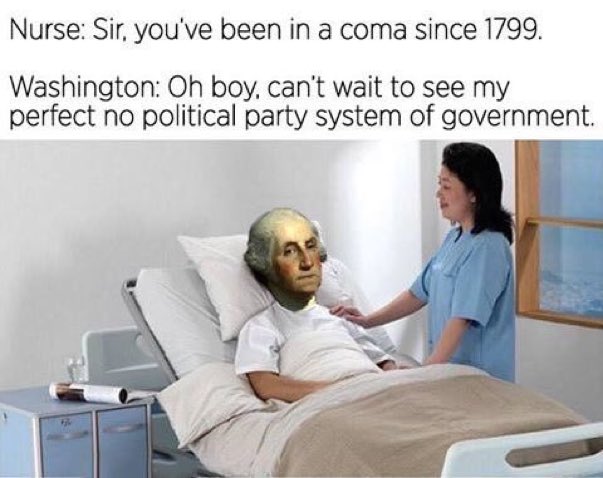 Nurse: Sir, you've been in a coma since 1799.
Washington: Oh boy, can't wait to see my
perfect no political party system of government.